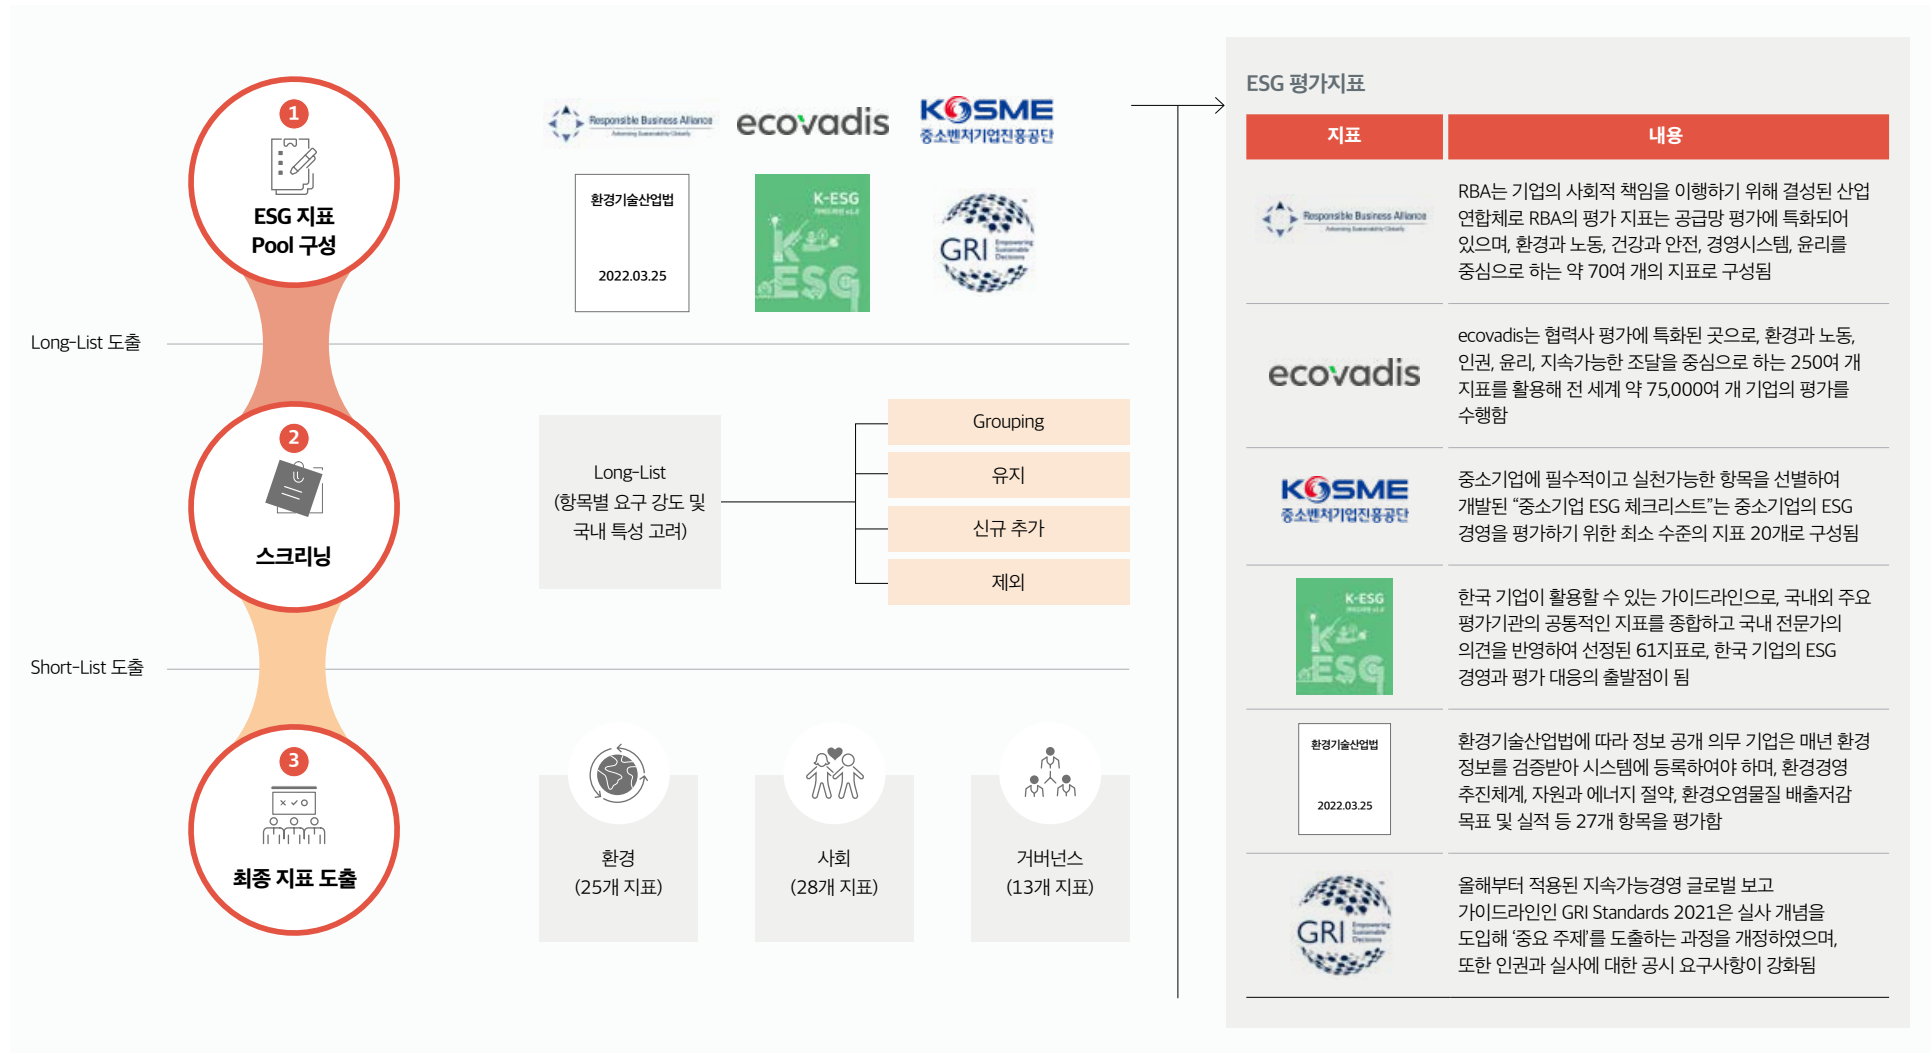 1
ESG 지표
Pool 구성
Responsible Business Alliance
Advancing Sustainability Globally
ecovadis
KOSME
중소벤처기업진흥공단
환경기술산업법
2022.03.25
K-ESG
가이드라인 v1.0
K-ESG
GRI
Empowering
Sustainable
Decisions
Long-List 도출
2
스크리닝
Long-List
(항목별 요구 강도 및
국내 특성 고려)
Grouping
유지
신규 추가
제외
Short-List 도출
3
최종 지표 도출
환경
(25개 지표)
사회
(28개 지표)
거버넌스
(13개 지표)
ESG 평가지표
지표
내용
Responsible Business Alliance
Advancing Sustainability Globally
RBA는 기업의 사회적 책임을 이행하기 위해 결성된 산업
연합체로 RBA의 평가 지표는 공급망 평가에 특화되어
있으며, 환경과 노동, 건강과 안전, 경영시스템, 윤리를
중심으로 하는 약 70여 개의 지표로 구성됨
ecovadis
ecovadis는 협력사 평가에 특화된 곳으로, 환경과 노동,
인권, 윤리, 지속가능한 조달을 중심으로 하는 250여 개
지표를 활용해 전 세계 약 75,000여 개 기업의 평가를
수행함
KOSME
중소벤처기업진흥공단
중소기업에 필수적이고 실천가능한 항목을 선별하여
개발된 “중소기업 ESG 체크리스트”는 중소기업의 ESG
경영을 평가하기 위한 최소 수준의 지표 20개로 구성됨
K-ESG
가이드라인 v1.0
K-ESG
한국 기업이 활용할 수 있는 가이드라인으로, 국내외 주요
평가기관의 공통적인 지표를 종합하고 국내 전문가의
의견을 반영하여 선정된 61지표로, 한국 기업의 ESG
경영과 평가 대응의 출발점이 됨
환경기술산업법
2022.03.25
환경기술산업법에 따라 정보 공개 의무 기업은 매년 환경
정보를 검증받아 시스템에 등록하여야 하며, 환경경영
추진체계, 자원과 에너지 절약, 환경오염물질 배출저감
목표 및 실적 등 27개 항목을 평가함
GRI
Empowering
Sustainable
Decisions
올해부터 적용된 지속가능경영 글로벌 보고
가이드라인인 GRI Standards 2021은 실사 개념을
도입해 ‘중요 주제’를 도출하는 과정을 개정하였으며,
또한 인권과 실사에 대한 공시 요구사항이 강화됨